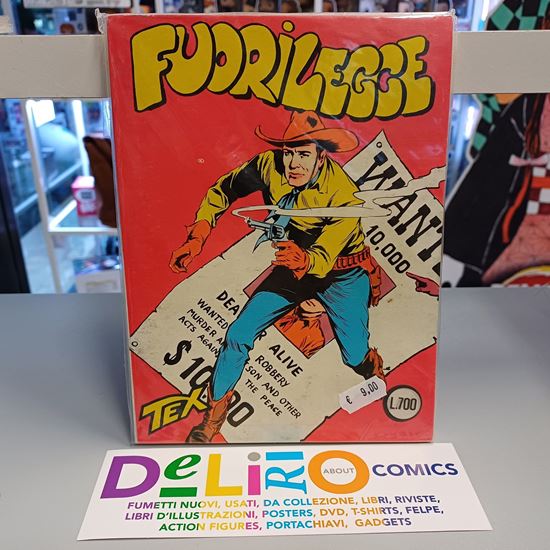 FUORILEGGE
WANT
10.000
DEAD
ALIVE
WANTED
ROBBERY
MURDER
SON AND OTHER
ACTS AGAIN
THE PEACE
$10.000
TEX
€ 9,00
L.700
DeLiRiO ABOUT COMICS
FUMETTI NUOVI, USATI, DA COLLEZIONE, LIBRI, RIVISTE,
LIBRI D'ILLUSTRAZIONI, POSTERS, DVD, T-SHIRTS, FELPE,
ACTION FIGURES, PORTACHIAVI, GADGETS